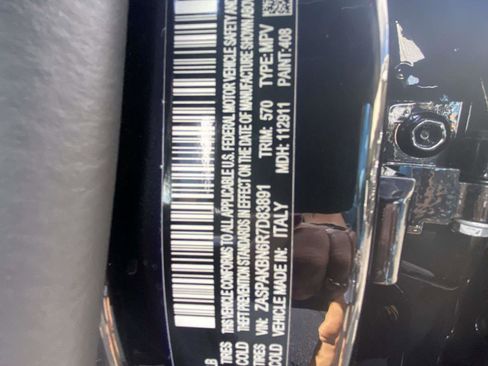 THIS VEHICLE CONFORMS TO ALL APPLICABLE U.S. FEDERAL MOTOR VEHICLE SAFETY AND
THEFT PREVENTION STANDARDS IN EFFECT ON THE DATE OF MANUFACTURE SHOWN ABOVE
VIN: ZASPAKBN6R7D83891 TRIM: 570 TYPE: MPV
VEHICLE MADE IN: ITALY MDH: 112911 PAINT: 408
LB
TIRES
COLD
TIRES
COLD